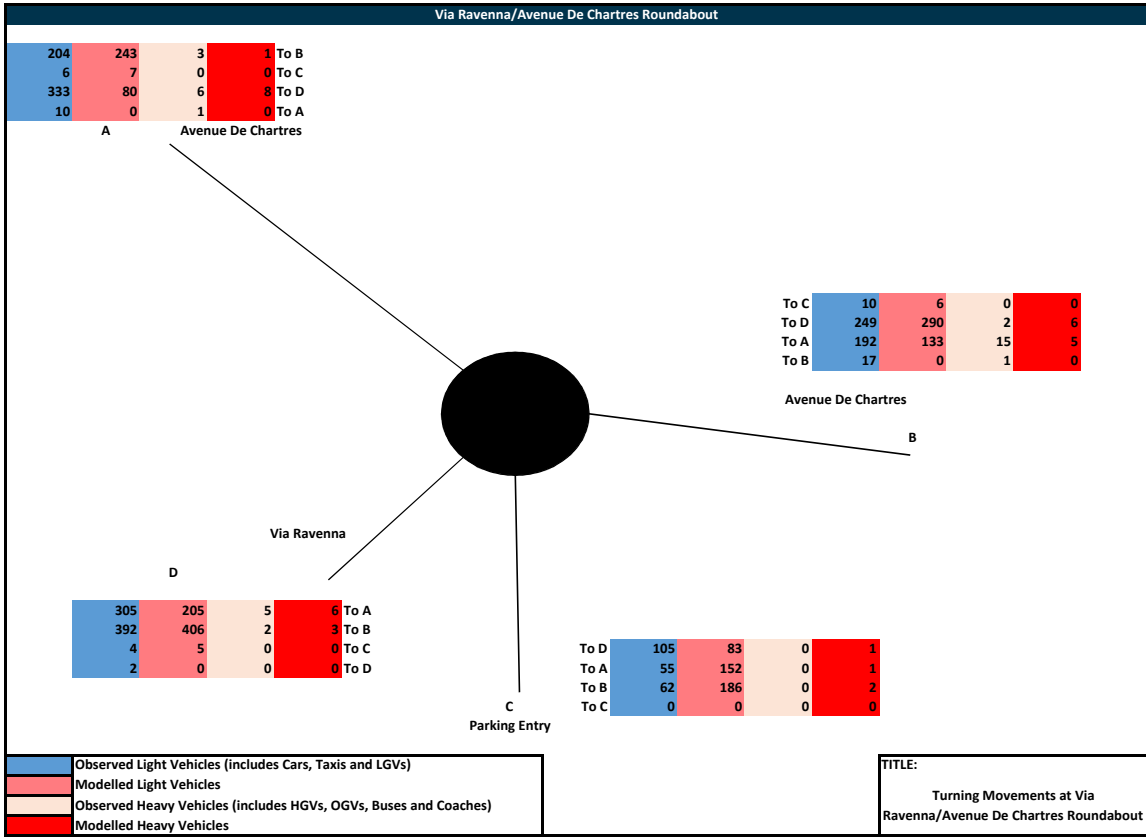 Via Ravenna/Avenue De Chartres Roundabout
204 243 3 1 To B
6 7 0 0 To C
333 80 6 8 To D
10 0 1 0 To A
A Avenue De Chartres
To C 10 6 0 0
To D 249 290 2 6
To A 192 133 15 5
To B 17 0 1 0
Avenue De Chartres
B
Via Ravenna
D
305 205 5 6 To A
392 406 2 3 To B
4 5 0 0 To C
2 0 0 0 To D
To D 105 83 0 1
To A 55 152 0 1
To B 62 186 0 2
To C 0 0 0 0
C
Parking Entry
Observed Light Vehicles (includes Cars, Taxis and LGVs)
Modelled Light Vehicles
Observed Heavy Vehicles (includes HGVs, OGVs, Buses and Coaches)
Modelled Heavy Vehicles
TITLE:
Turning Movements at Via
Ravenna/Avenue De Chartres Roundabout